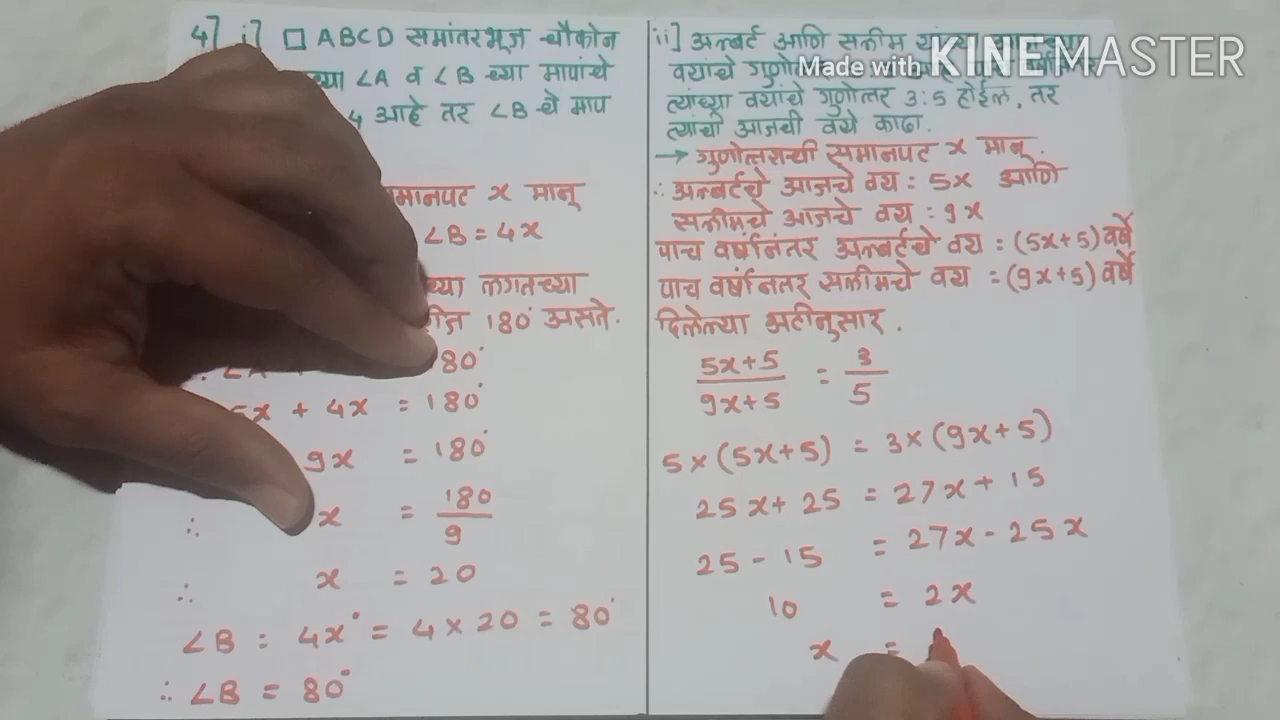 4] i] □ ABCD समांतरभुज चौकोन
च्या ∠A व ∠B च्या मापांचे
4 आहे तर ∠B चे माप
समानपट x मानू
∠B = 4x
च्या लगतच्या
180° असते.
∴ ∠A 80°
5x + 4x = 180°
9x = 180°
∴ x = 180/9
∴ x = 20
∠B = 4x° = 4 × 20 = 80°
∴ ∠B = 80°
ii] अल्बर्ट आणि सलीम यांच्या
वयांचे
त्यांच्या वयांचे गुणोत्तर 3:5 होईल, तर
त्यांची आजची वये काढा.
→ गुणोत्तराची समानपट x मानू.
∴ अल्बर्टचे आजचे वय : 5x आणि
सलीमचे आजचे वय : 9x
पाच वर्षानंतर अल्बर्टचे वय = (5x+5) वर्षे
पाच वर्षानंतर सलीमचे वय = (9x+5) वर्षे
दिलेल्या अटीनुसार.
5x+5/9x+5 = 3/5
5×(5x+5) = 3×(9x+5)
25x+25 = 27x+15
25-15 = 27x-25x
10 = 2x
x =
Made with KINEMASTER